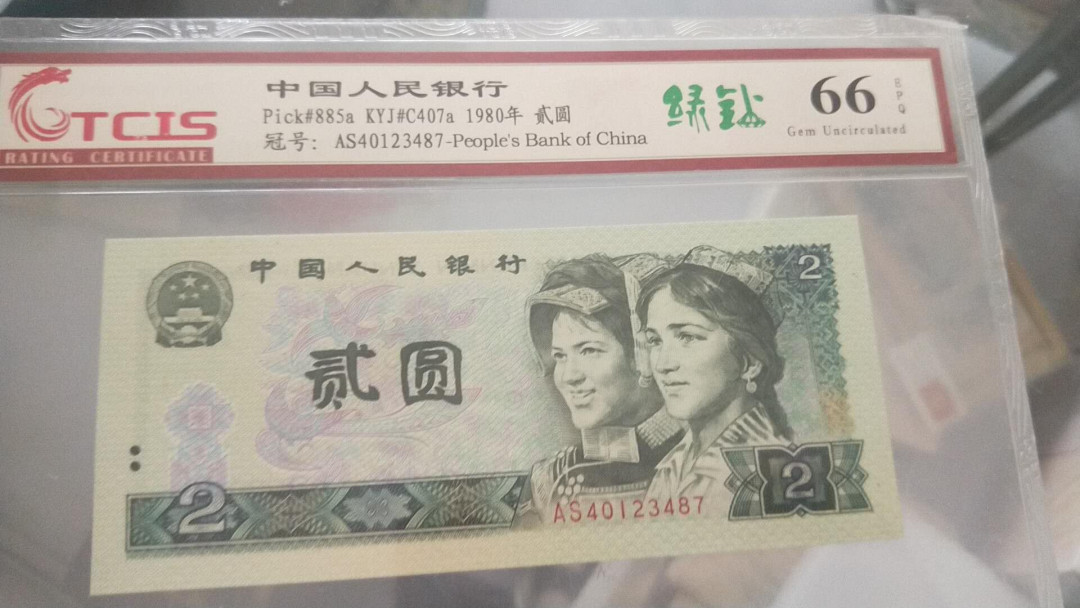 中国人民银行
Pick#885a KYJ#C407a 1980年 贰圆
冠号: AS40123487-People's Bank of China
TCIS
RATING CERTIFICATE
绿钻
66
EPQ
Gem Uncirculated
中国人民银行
2
贰圆
2
2
AS40123487